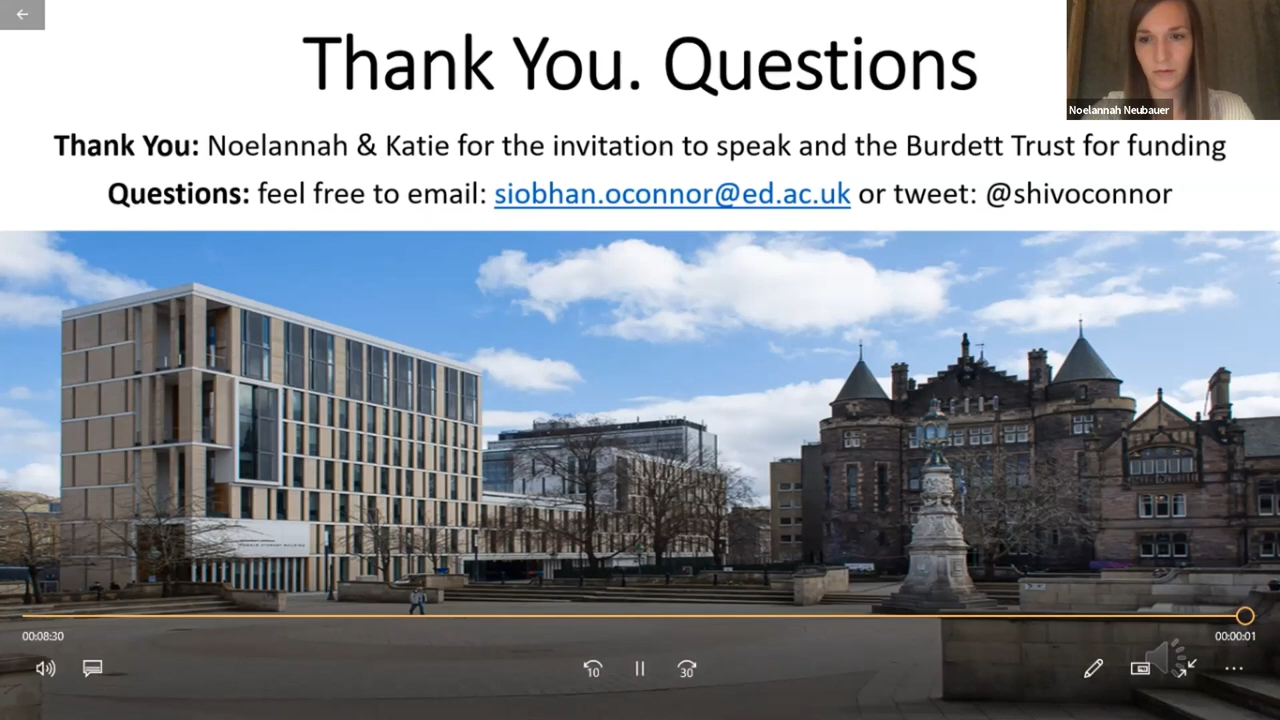 Thank You. Questions
Noelannah Neubauer
Thank You: Noelannah & Katie for the invitation to speak and the Burdett Trust for funding
Questions: feel free to email: siobhan.oconnor@ed.ac.uk or tweet: @shivoconnor
00:08:30
00:00:01
10
30